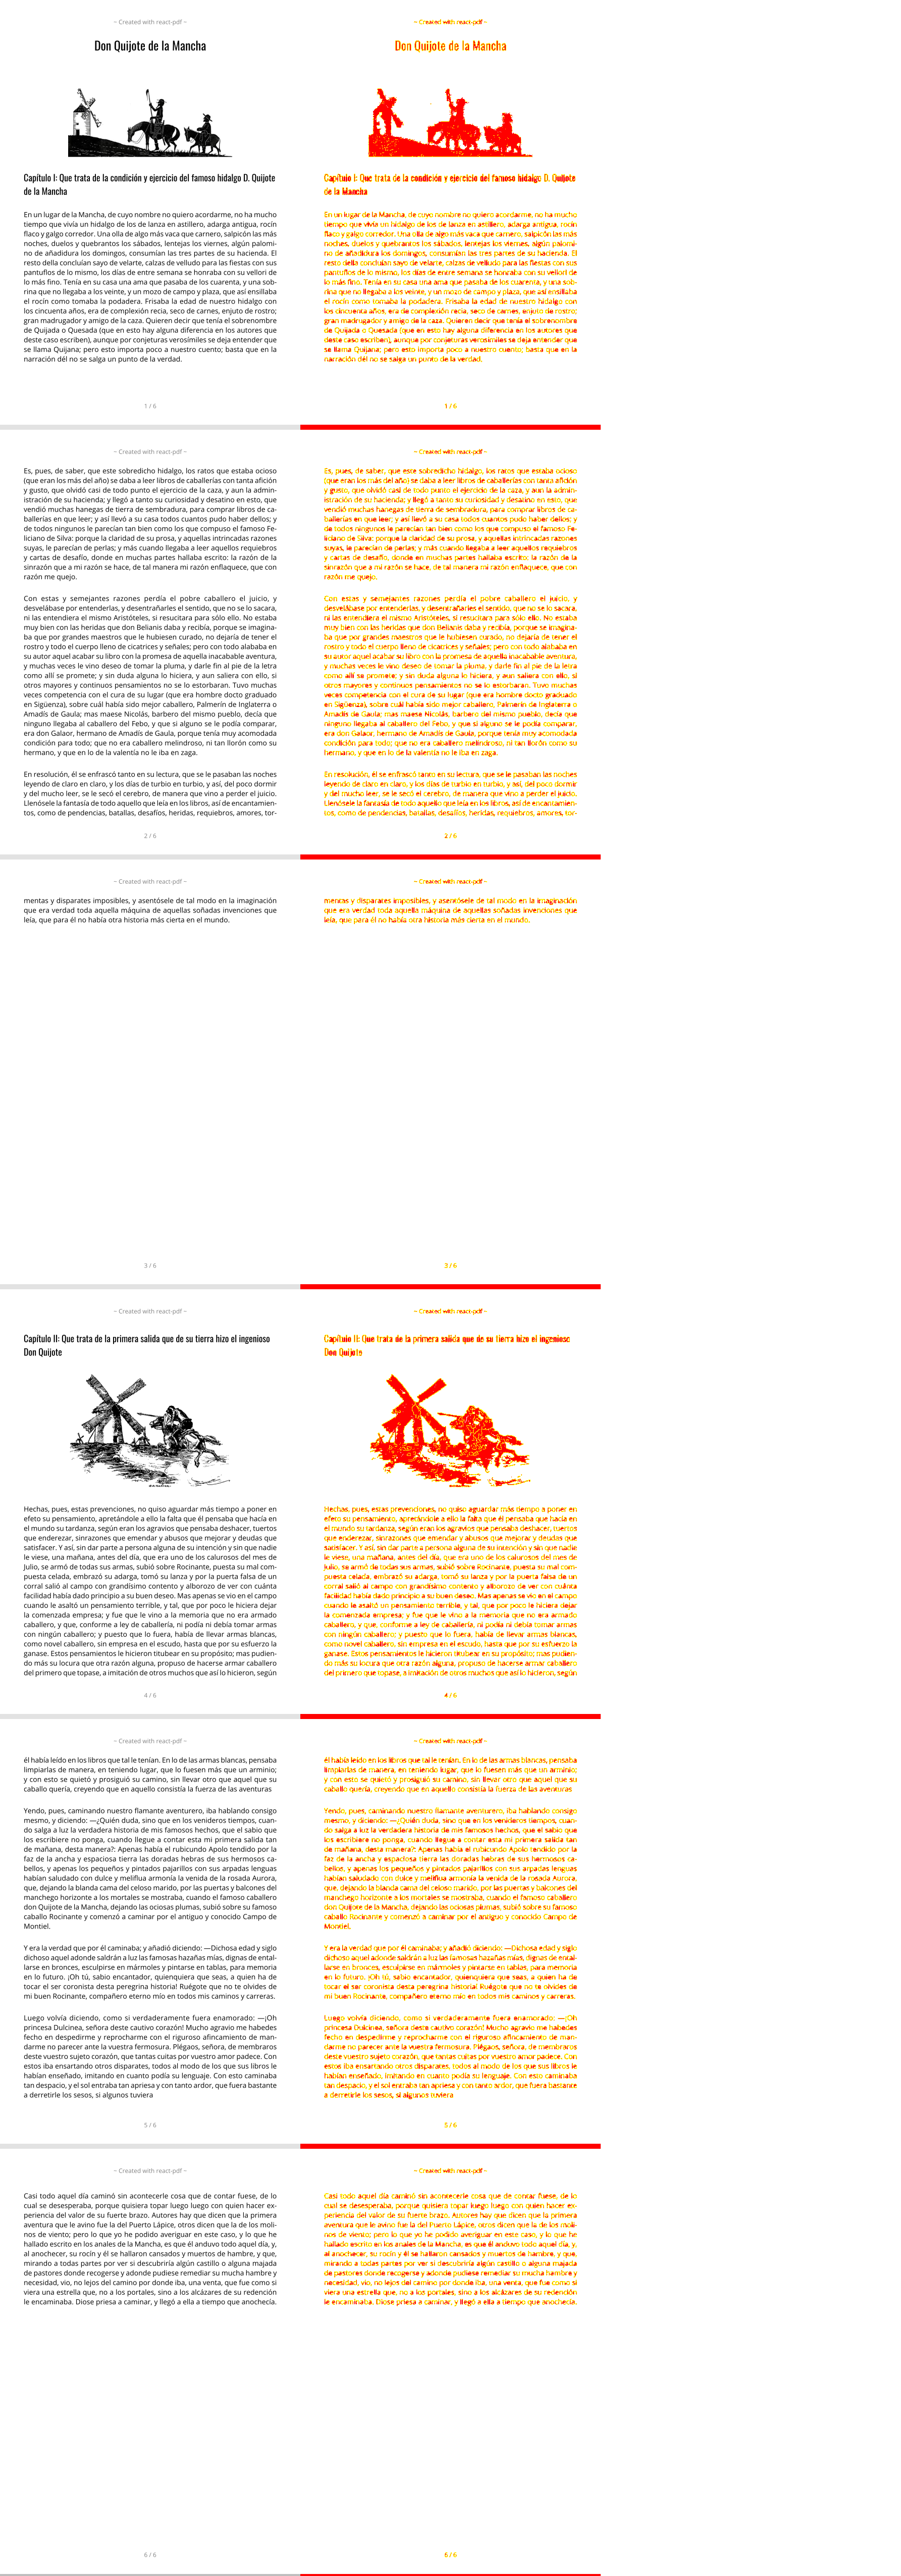 ~ Created with react-pdf ~
Don Quijote de la Mancha
Capítulo I: Que trata de la condición y ejercicio del famoso hidalgo D. Quijote
de la Mancha
En un lugar de la Mancha, de cuyo nombre no quiero acordarme, no ha mucho
tiempo que vivía un hidalgo de los de lanza en astillero, adarga antigua, rocín
flaco y galgo corredor. Una olla de algo más vaca que carnero, salpicón las más
noches, duelos y quebrantos los sábados, lentejas los viernes, algún palomi-
no de añadidura los domingos, consumían las tres partes de su hacienda. El
resto della concluían sayo de velarte, calzas de velludo para las fiestas con sus
pantuflos de lo mismo, los días de entre semana se honraba con su vellori de
lo más fino. Tenía en su casa una ama que pasaba de los cuarenta, y una sob-
rina que no llegaba a los veinte, y un mozo de campo y plaza, que así ensillaba
el rocín como tomaba la podadera. Frisaba la edad de nuestro hidalgo con
los cincuenta años, era de complexión recia, seco de carnes, enjuto de rostro;
gran madrugador y amigo de la caza. Quieren decir que tenía el sobrenombre
de Quijada o Quesada (que en esto hay alguna diferencia en los autores que
deste caso escriben), aunque por conjeturas verosímiles se deja entender que
se llama Quijana; pero esto importa poco a nuestro cuento; basta que en la
narración dél no se salga un punto de la verdad.
1 / 6
~ Created with react-pdf ~
Es, pues, de saber, que este sobredicho hidalgo, los ratos que estaba ocioso
(que eran los más del año) se daba a leer libros de caballerías con tanta afición
y gusto, que olvidó casi de todo punto el ejercicio de la caza, y aun la admin-
istración de su hacienda; y llegó a tanto su curiosidad y desatino en esto, que
vendió muchas hanegas de tierra de sembradura, para comprar libros de ca-
ballerías en que leer; y así llevó a su casa todos cuantos pudo haber dellos; y
de todos ningunos le parecían tan bien como los que compuso el famoso Fe-
liciano de Silva: porque la claridad de su prosa, y aquellas intrincadas razones
suyas, le parecían de perlas; y más cuando llegaba a leer aquellos requiebros
y cartas de desafío, donde en muchas partes hallaba escrito: la razón de la
sinrazón que a mi razón se hace, de tal manera mi razón enflaquece, que con
razón me quejo.
Con estas y semejantes razones perdía el pobre caballero el juicio, y
desvelábase por entenderlas, y desentrañarles el sentido, que no se lo sacara,
ni las entendiera el mismo Aristóteles, si resucitara para sólo ello. No estaba
muy bien con las heridas que don Belianis daba y recibía, porque se imagina-
ba que por grandes maestros que le hubiesen curado, no dejaría de tener el
rostro y todo el cuerpo lleno de cicatrices y señales; pero con todo alababa en
su autor aquel acabar su libro con la promesa de aquella inacabable aventura,
y muchas veces le vino deseo de tomar la pluma, y darle fin al pie de la letra
como allí se promete; y sin duda alguna lo hiciera, y aun saliera con ello, si
otros mayores y continuos pensamientos no se lo estorbaran. Tuvo muchas
veces competencia con el cura de su lugar (que era hombre docto graduado
en Sigüenza), sobre cuál había sido mejor caballero, Palmerín de Inglaterra o
Amadís de Gaula; mas maese Nicolás, barbero del mismo pueblo, decía que
ninguno llegaba al caballero del Febo, y que si alguno se le podía comparar,
era don Galaor, hermano de Amadís de Gaula, porque tenía muy acomodada
condición para todo; que no era caballero melindroso, ni tan llorón como su
hermano, y que en lo de la valentía no le iba en zaga.
En resolución, él se enfrascó tanto en su lectura, que se le pasaban las noches
leyendo de claro en claro, y los días de turbio en turbio, y así, del poco dormir
y del mucho leer, se le secó el cerebro, de manera que vino a perder el juicio.
Llenósele la fantasía de todo aquello que leía en los libros, así de encantamien-
tos, como de pendencias, batallas, desafíos, heridas, requiebros, amores, tor-
2 / 6
~ Created with react-pdf ~
mentas y disparates imposibles, y asentósele de tal modo en la imaginación
que era verdad toda aquella máquina de aquellas soñadas invenciones que
leía, que para él no había otra historia más cierta en el mundo.
3 / 6
~ Created with react-pdf ~
Capítulo II: Que trata de la primera salida que de su tierra hizo el ingenioso
Don Quijote
Hechas, pues, estas prevenciones, no quiso aguardar más tiempo a poner en
efeto su pensamiento, apretándole a ello la falta que él pensaba que hacía en
el mundo su tardanza, según eran los agravios que pensaba deshacer, tuertos
que enderezar, sinrazones que emendar y abusos que mejorar y deudas que
satisfacer. Y así, sin dar parte a persona alguna de su intención y sin que nadie
le viese, una mañana, antes del día, que era uno de los calurosos del mes de
Julio, se armó de todas sus armas, subió sobre Rocinante, puesta su mal com-
puesta celada, embrazó su adarga, tomó su lanza y por la puerta falsa de un
corral salió al campo con grandísimo contento y alborozo de ver con cuánta
facilidad había dado principio a su buen deseo. Mas apenas se vio en el campo
cuando le asaltó un pensamiento terrible, y tal, que por poco le hiciera dejar
la comenzada empresa; y fue que le vino a la memoria que no era armado
caballero, y que, conforme a ley de caballería, ni podía ni debía tomar armas
con ningún caballero; y puesto que lo fuera, había de llevar armas blancas,
como novel caballero, sin empresa en el escudo, hasta que por su esfuerzo la
ganase. Estos pensamientos le hicieron titubear en su propósito; mas pudien-
do más su locura que otra razón alguna, propuso de hacerse armar caballero
del primero que topase, a imitación de otros muchos que así lo hicieron, según
4 / 6
~ Created with react-pdf ~
él había leído en los libros que tal le tenían. En lo de las armas blancas, pensaba
limpiarlas de manera, en teniendo lugar, que lo fuesen más que un arminio;
y con esto se quietó y prosiguió su camino, sin llevar otro que aquel que su
caballo quería, creyendo que en aquello consistía la fuerza de las aventuras
Yendo, pues, caminando nuestro flamante aventurero, iba hablando consigo
mesmo, y diciendo: —¿Quién duda, sino que en los venideros tiempos, cuan-
do salga a luz la verdadera historia de mis famosos hechos, que el sabio que
los escribiere no ponga, cuando llegue a contar esta mi primera salida tan
de mañana, desta manera?: Apenas había el rubicundo Apolo tendido por la
faz de la ancha y espaciosa tierra las doradas hebras de sus hermosos ca-
bellos, y apenas los pequeños y pintados pajarillos con sus arpadas lenguas
habían saludado con dulce y meliflua armonía la venida de la rosada Aurora,
que, dejando la blanda cama del celoso marido, por las puertas y balcones del
manchego horizonte a los mortales se mostraba, cuando el famoso caballero
don Quijote de la Mancha, dejando las ociosas plumas, subió sobre su famoso
caballo Rocinante y comenzó a caminar por el antiguo y conocido Campo de
Montiel.
Y era la verdad que por él caminaba; y añadió diciendo: —Dichosa edad y siglo
dichoso aquel adonde saldrán a luz las famosas hazañas mías, dignas de ental-
larse en bronces, esculpirse en mármoles y pintarse en tablas, para memoria
en lo futuro. ¡Oh tú, sabio encantador, quienquiera que seas, a quien ha de
tocar el ser coronista desta peregrina historia! Ruégote que no te olvides de
mi buen Rocinante, compañero eterno mío en todos mis caminos y carreras.
Luego volvía diciendo, como si verdaderamente fuera enamorado: —¡Oh
princesa Dulcinea, señora deste cautivo corazón! Mucho agravio me habedes
fecho en despedirme y reprocharme con el riguroso afincamiento de man-
darme no parecer ante la vuestra fermosura. Plégaos, señora, de membraros
deste vuestro sujeto corazón, que tantas cuitas por vuestro amor padece. Con
estos iba ensartando otros disparates, todos al modo de los que sus libros le
habían enseñado, imitando en cuanto podía su lenguaje. Con esto caminaba
tan despacio, y el sol entraba tan apriesa y con tanto ardor, que fuera bastante
a derretirle los sesos, si algunos tuviera
5 / 6
~ Created with react-pdf ~
Casi todo aquel día caminó sin acontecerle cosa que de contar fuese, de lo
cual se desesperaba, porque quisiera topar luego luego con quien hacer ex-
periencia del valor de su fuerte brazo. Autores hay que dicen que la primera
aventura que le avino fue la del Puerto Lápice, otros dicen que la de los moli-
nos de viento; pero lo que yo he podido averiguar en este caso, y lo que he
hallado escrito en los anales de la Mancha, es que él anduvo todo aquel día, y,
al anochecer, su rocín y él se hallaron cansados y muertos de hambre, y que,
mirando a todas partes por ver si descubriría algún castillo o alguna majada
de pastores donde recogerse y adonde pudiese remediar su mucha hambre y
necesidad, vio, no lejos del camino por donde iba, una venta, que fue como si
viera una estrella que, no a los portales, sino a los alcázares de su redención
le encaminaba. Diose priesa a caminar, y llegó a ella a tiempo que anochecía.
6 / 6